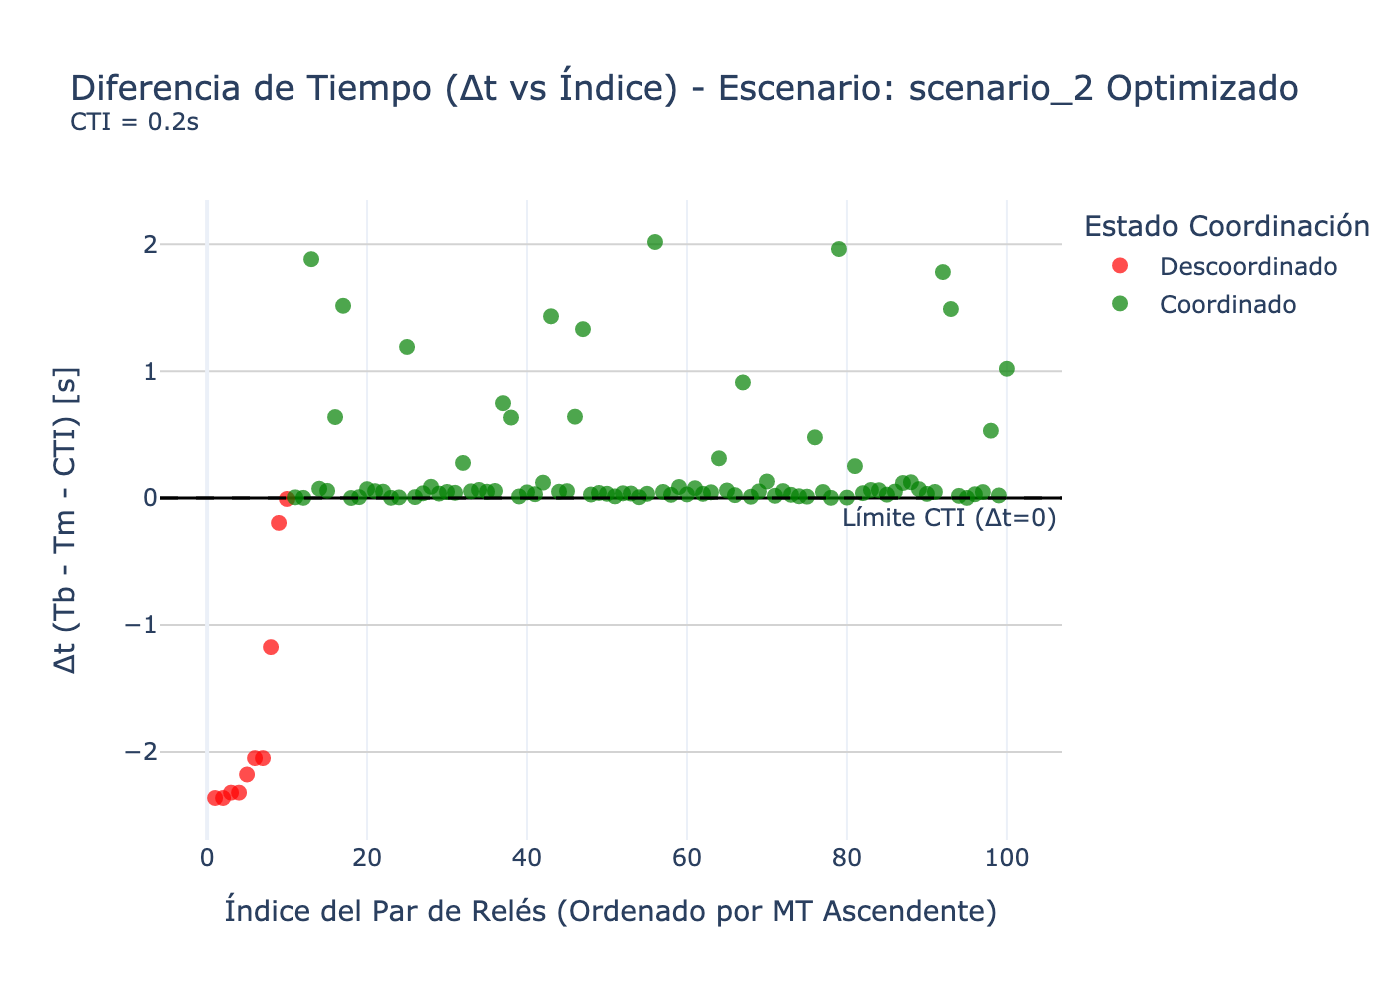 Diferencia de Tiempo (Δt vs Índice) - Escenario: scenario_2 Optimizado
CTI = 0.2s
Estado Coordinación
Descoordinado
Coordinado
2
1
0
−1
−2
Δt (Tb - Tm - CTI) [s]
Límite CTI (Δt=0)
0 20 40 60 80 100
Índice del Par de Relés (Ordenado por MT Ascendente)